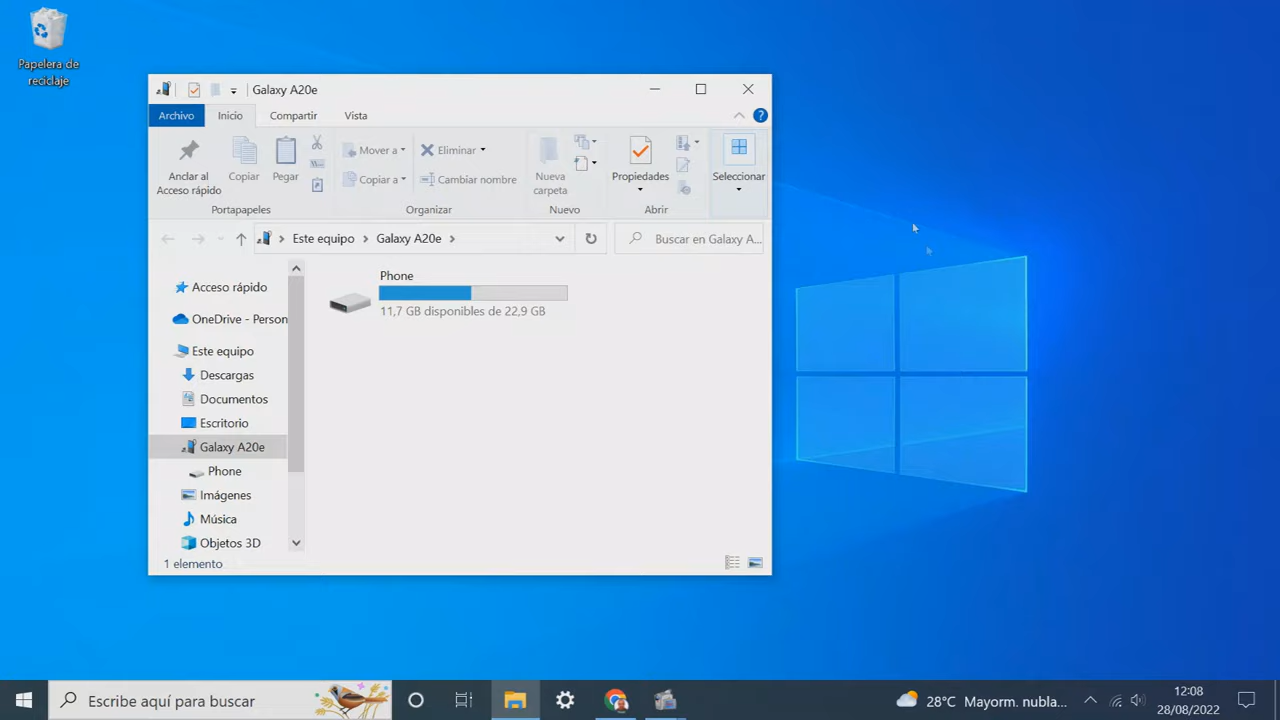 Papelera de
reciclaje
Galaxy A20e
Archivo Inicio Compartir Vista
Anclar al
Acceso rápido
Copiar
Pegar
Mover a
Copiar a
Eliminar
Cambiar nombre
Nueva
carpeta
Propiedades
Seleccionar
Portapapeles Organizar Nuevo Abrir
Este equipo > Galaxy A20e >
Buscar en Galaxy A...
Acceso rápido
OneDrive - Person
Este equipo
Descargas
Documentos
Escritorio
Galaxy A20e
Phone
Imágenes
Música
Objetos 3D
Phone
11,7 GB disponibles de 22,9 GB
1 elemento
Escribe aquí para buscar
28°C Mayorm. nubla...
12:08
28/08/2022